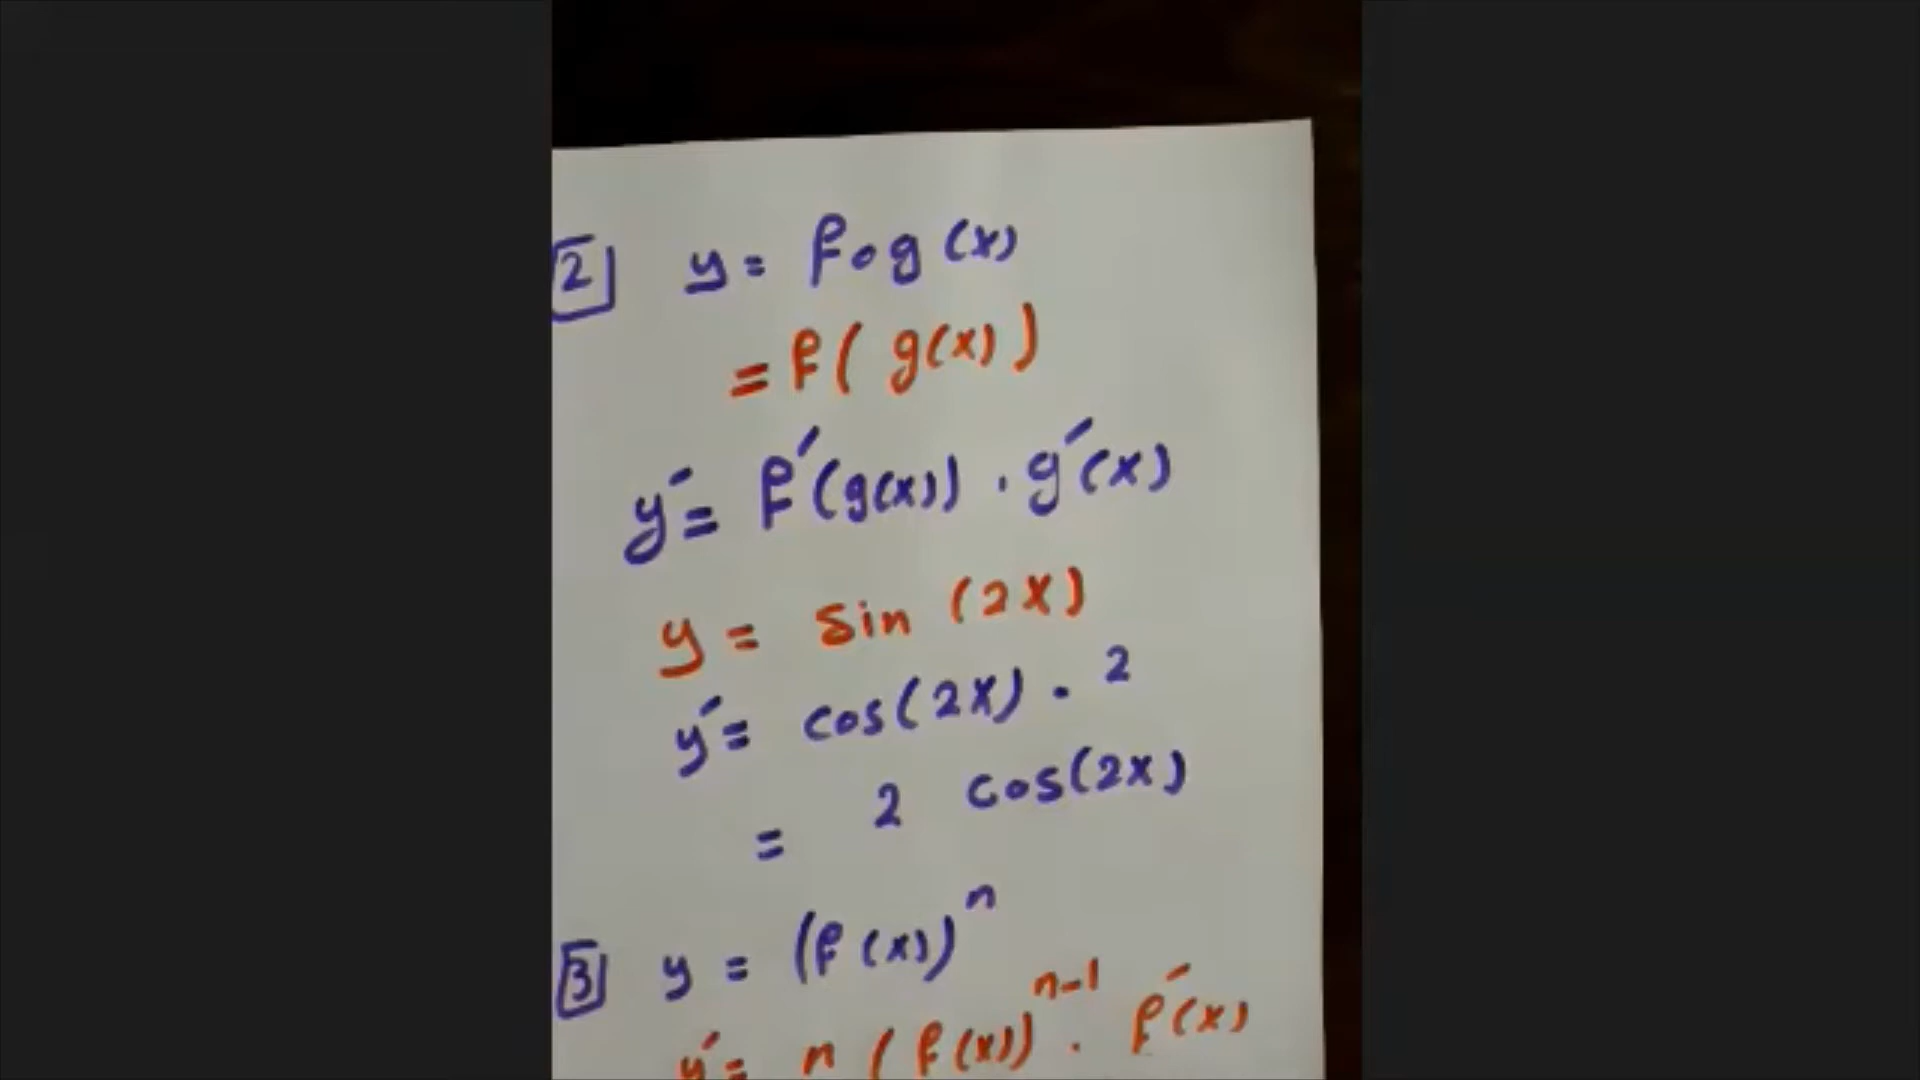 2 y = fog (x)
= f( g(x) )
y′= f′(g(x)) . g′(x)
y = sin (2x)
y′= cos(2x) . 2
= 2 cos(2x)
3 y = (f(x))ⁿ
y′= n (f(x))ⁿ⁻¹ . f′(x)